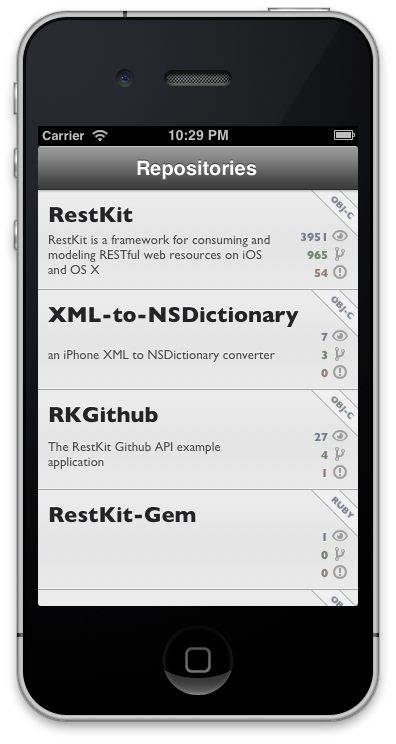 Carrier 10:29 PM
Repositories
RestKit
OBJ-C
RestKit is a framework for consuming and
modeling RESTful web resources on iOS
and OS X
3951
965
54
XML-to-NSDictionary
OBJ-C
an iPhone XML to NSDictionary converter
7
3
0
RKGithub
OBJ-C
The RestKit Github API example
application
27
4
1
RestKit-Gem
RUBY
1
0
0